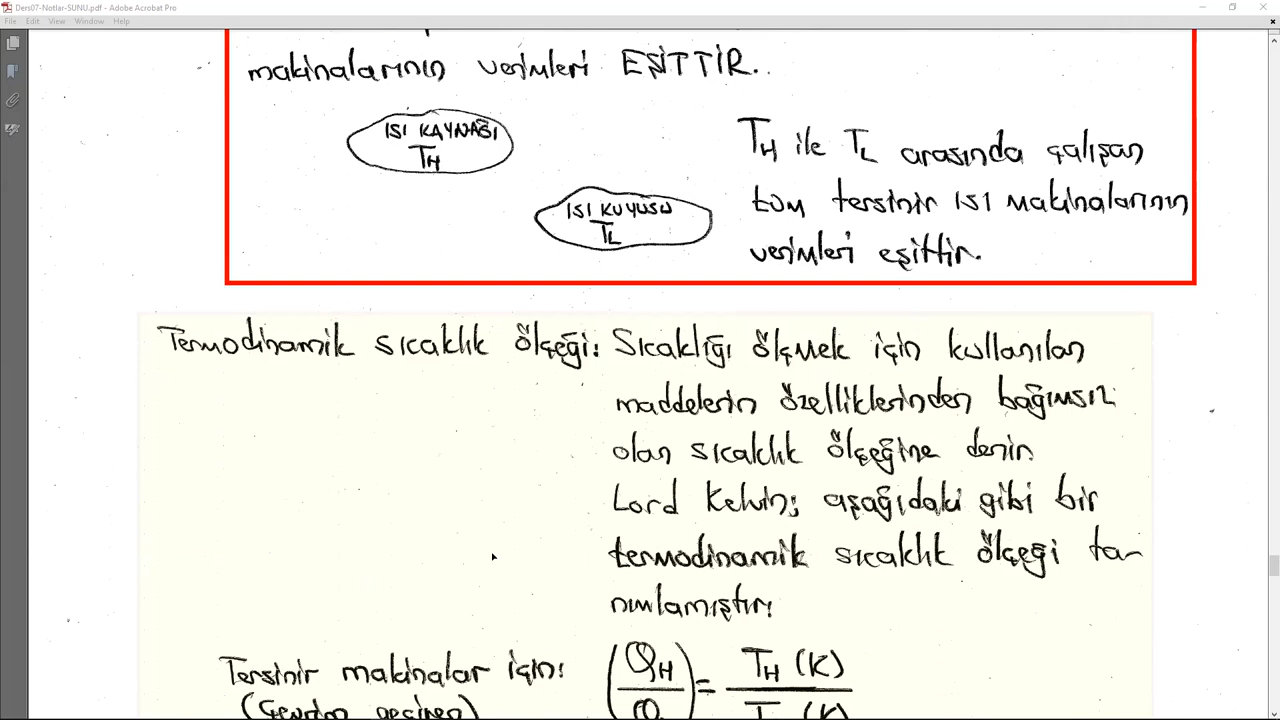 Ders07-Notlar-SUNU.pdf - Adobe Acrobat Pro
File Edit View Window Help
makinalarının verimleri EŞİTTİR.
ISI KAYNAĞI
TH
ISI KUYUSU
TL
TH ile TL arasında çalışan
tüm tersinir ısı makinalarının
verimleri eşittir.
Termodinamik sıcaklık ölçeği: Sıcaklığı ölçmek için kullanılan
maddelerin özelliklerinden bağımsız
olan sıcaklık ölçeğine denir.
Lord Kelvin; aşağıdaki gibi bir
termodinamik sıcaklık ölçeği ta-
nımlamıştır:
Tersinir makinalar için: (QH/Q) = TH (K)/T (K)